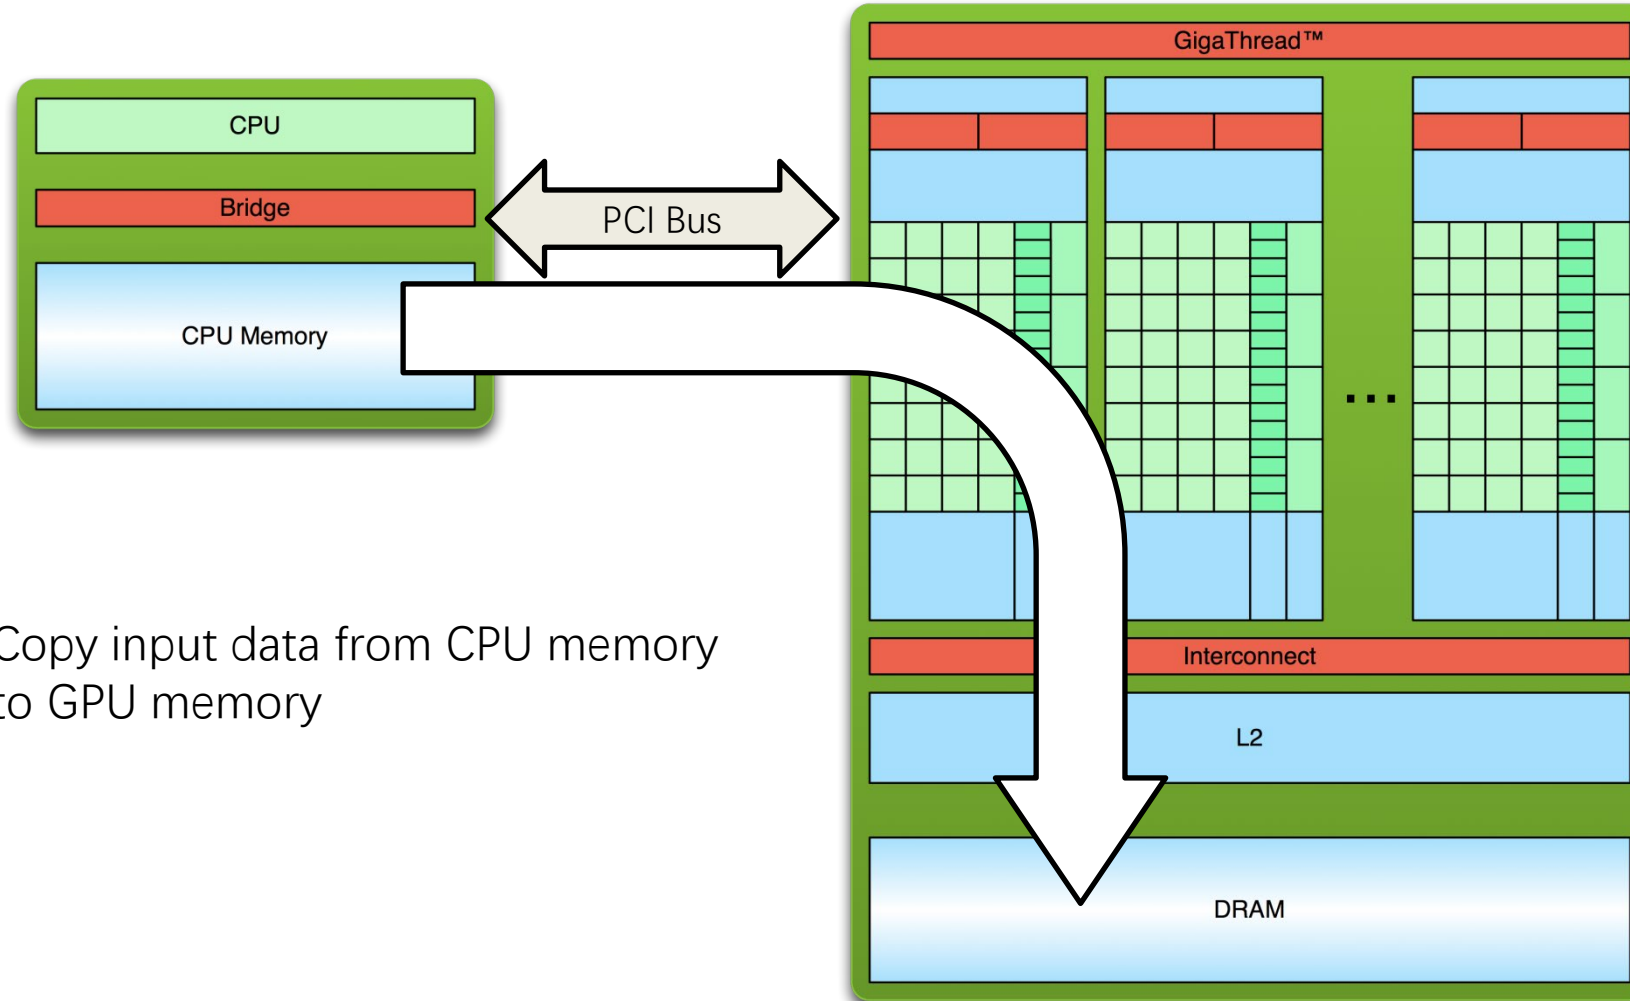 GigaThread™
CPU
Bridge
PCI Bus
CPU Memory
...
Copy input data from CPU memory
to GPU memory
Interconnect
L2
DRAM